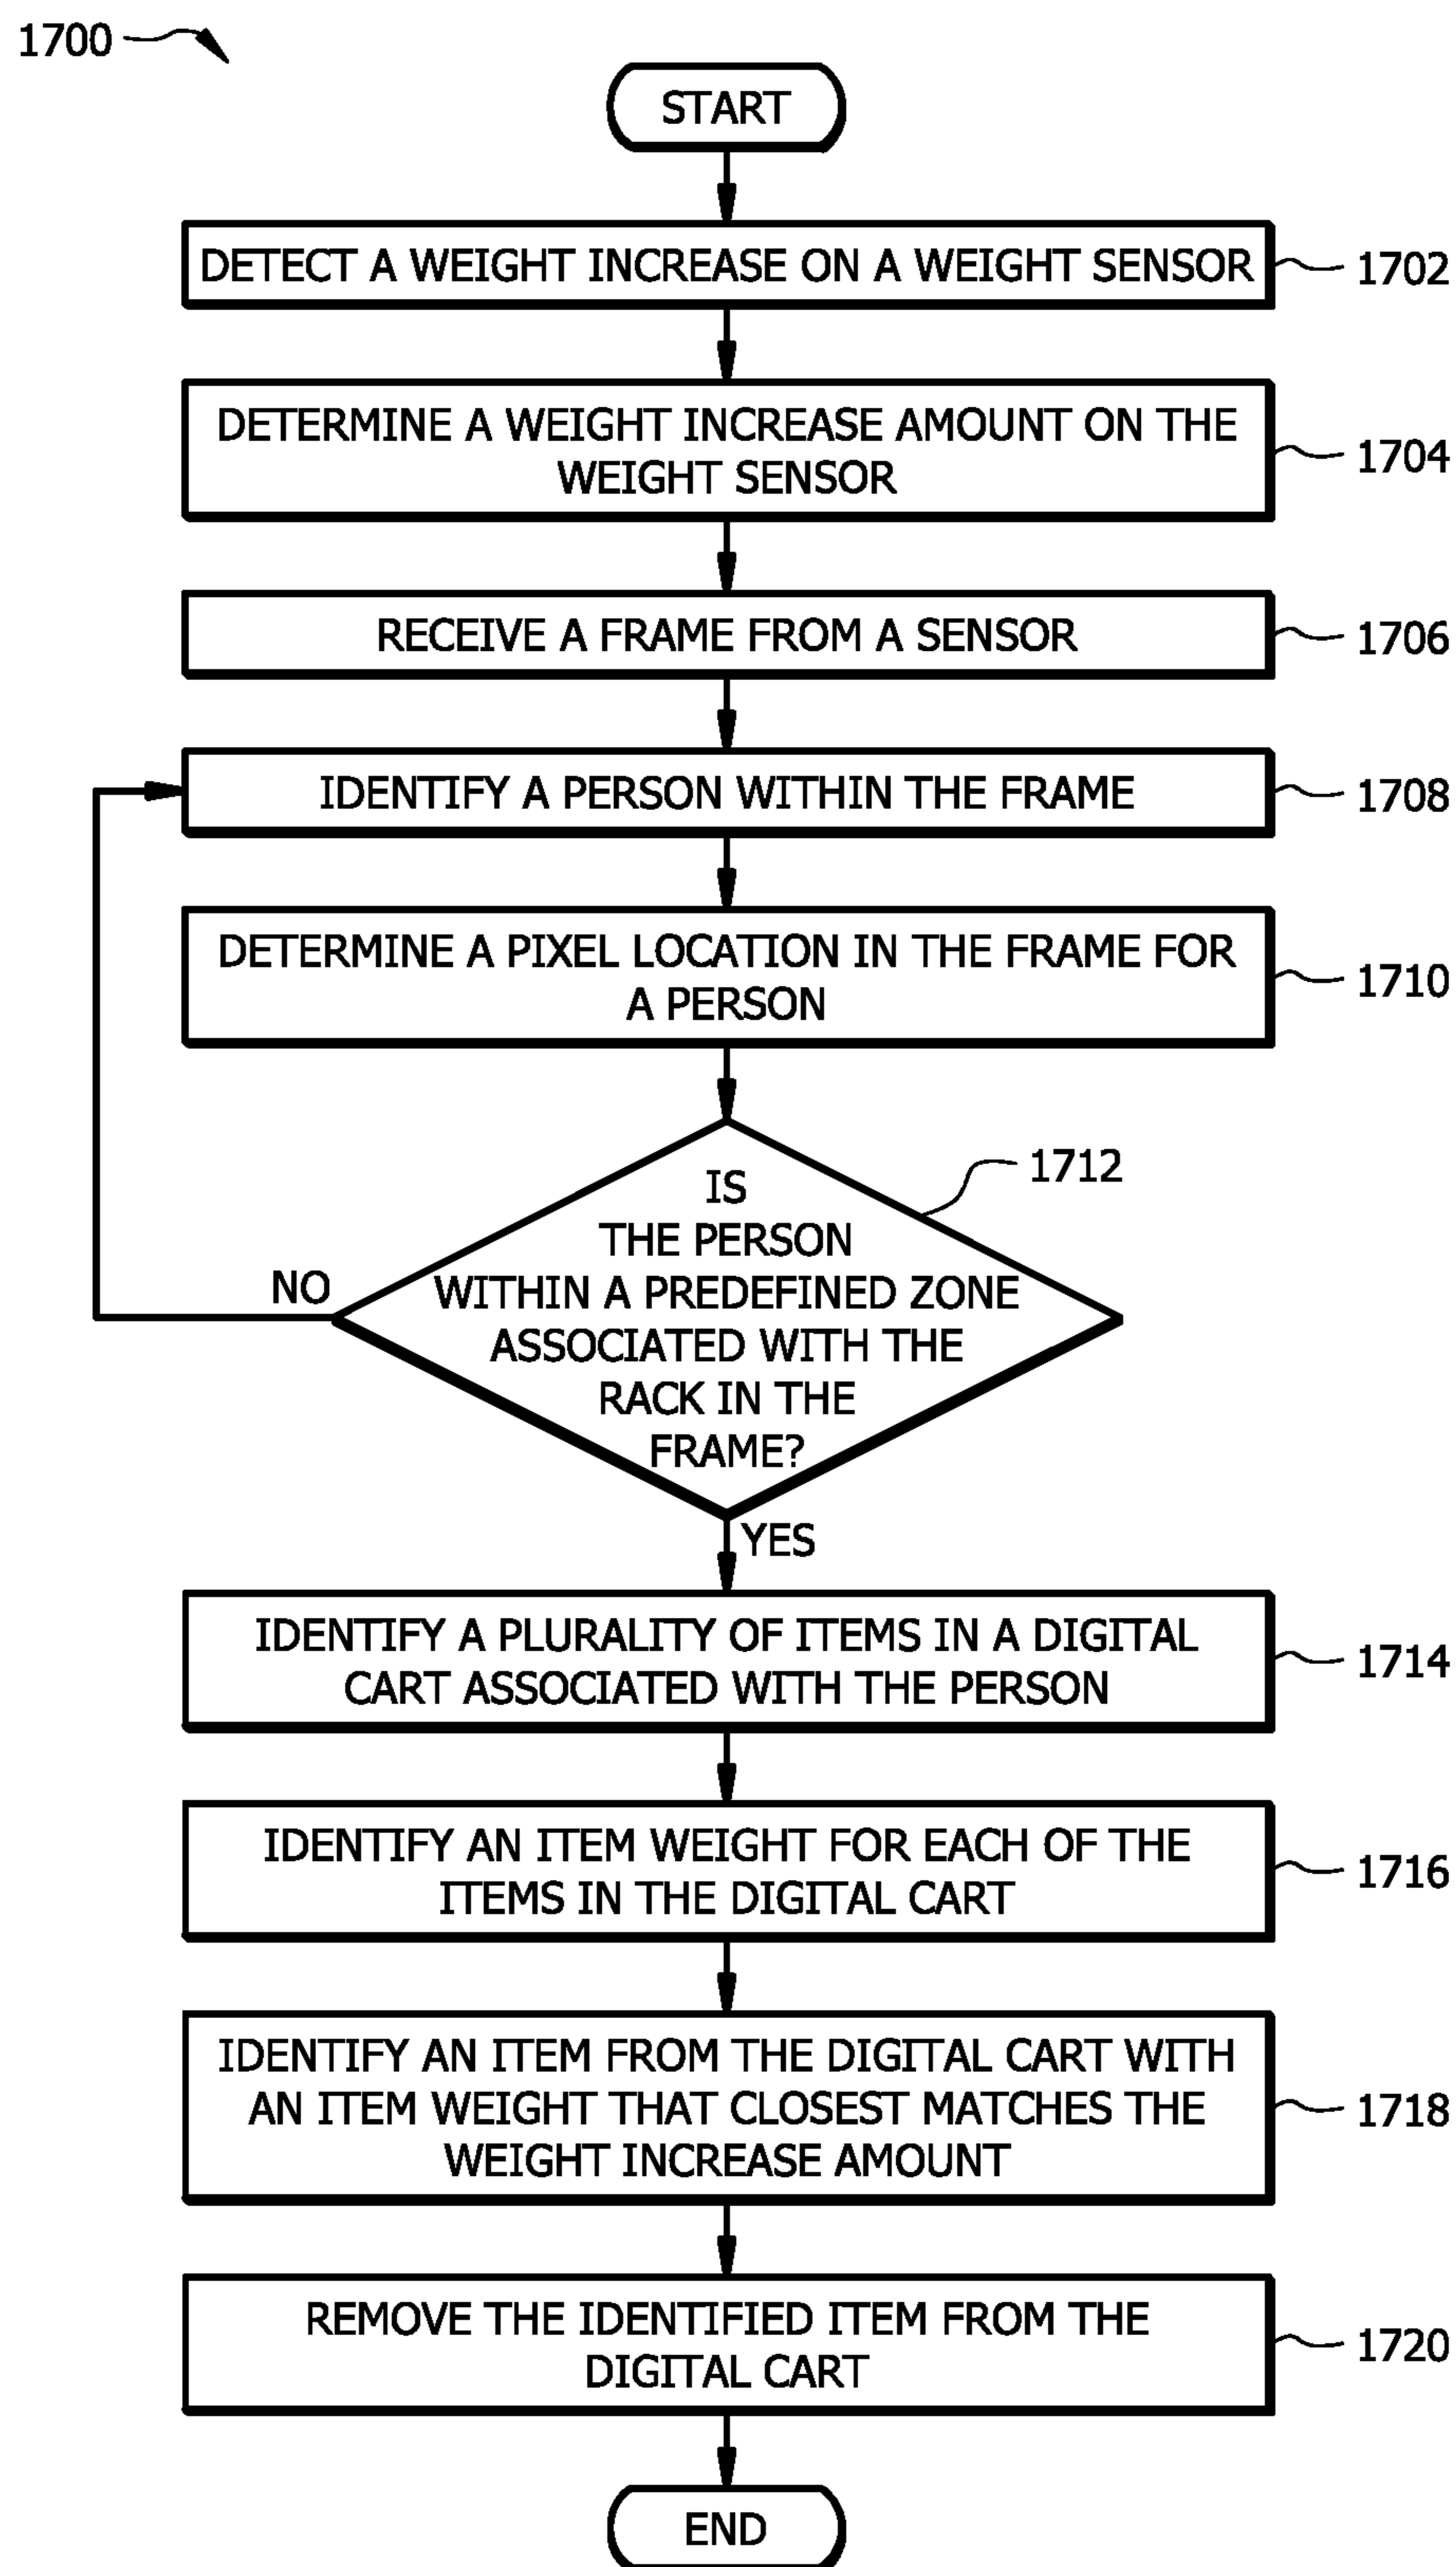 1700
START
DETECT A WEIGHT INCREASE ON A WEIGHT SENSOR
1702
DETERMINE A WEIGHT INCREASE AMOUNT ON THE
WEIGHT SENSOR
1704
RECEIVE A FRAME FROM A SENSOR
1706
IDENTIFY A PERSON WITHIN THE FRAME
1708
DETERMINE A PIXEL LOCATION IN THE FRAME FOR
A PERSON
1710
IS
THE PERSON
WITHIN A PREDEFINED ZONE
ASSOCIATED WITH THE
RACK IN THE
FRAME?
1712
NO
YES
IDENTIFY A PLURALITY OF ITEMS IN A DIGITAL
CART ASSOCIATED WITH THE PERSON
1714
IDENTIFY AN ITEM WEIGHT FOR EACH OF THE
ITEMS IN THE DIGITAL CART
1716
IDENTIFY AN ITEM FROM THE DIGITAL CART WITH
AN ITEM WEIGHT THAT CLOSEST MATCHES THE
WEIGHT INCREASE AMOUNT
1718
REMOVE THE IDENTIFIED ITEM FROM THE
DIGITAL CART
1720
END